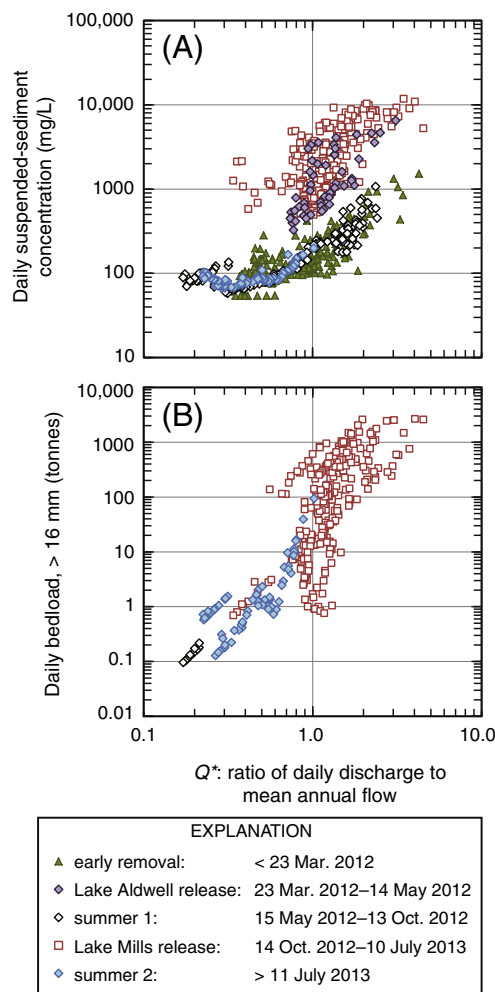 (A)
Daily suspended-sediment
concentration (mg/L)
100,000
10,000
1000
100
10
(B)
Daily bedload, > 16 mm (tonnes)
10,000
1000
100
10
1
0.1
0.01
0.1
1.0
10.0
Q*: ratio of daily discharge to
mean annual flow
EXPLANATION
early removal: < 23 Mar. 2012
Lake Aldwell release: 23 Mar. 2012–14 May 2012
summer 1: 15 May 2012–13 Oct. 2012
Lake Mills release: 14 Oct. 2012–10 July 2013
summer 2: > 11 July 2013